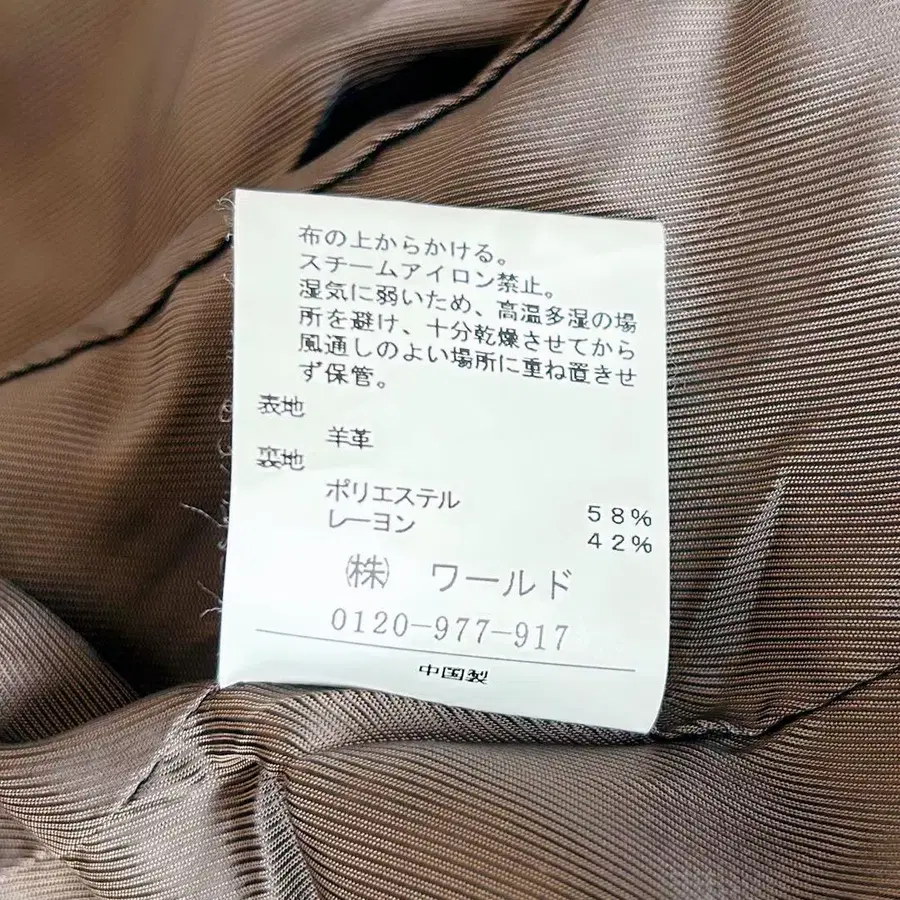 布の上からかける。
スチームアイロン禁止。
湿気に弱いため、高温多湿の場
所を避け、十分乾燥させてから
風通しのよい場所に重ね置きせ
ず保管。
表地
羊革
裏地
ポリエステル 58%
レーヨン 42%
㈱ ワールド
0120-977-917
中国製